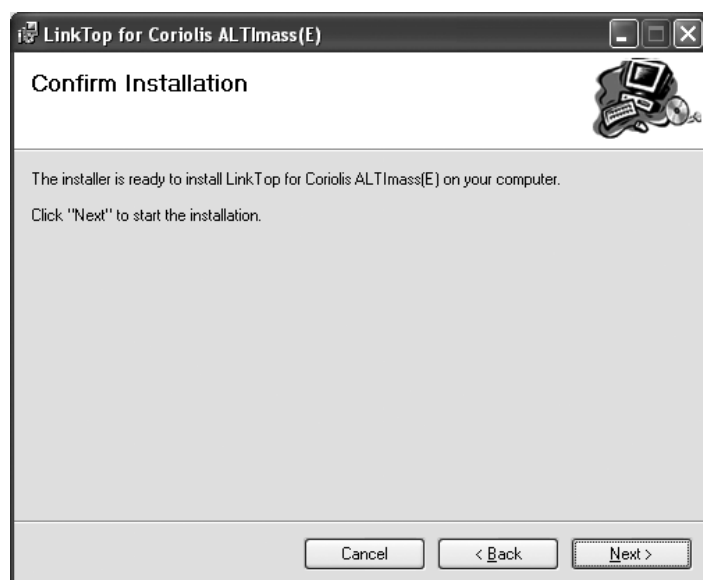 LinkTop for Coriolis ALTImass(E)
Confirm Installation
The installer is ready to install LinkTop for Coriolis ALTImass(E) on your computer.
Click "Next" to start the installation.
Cancel
< Back
Next >